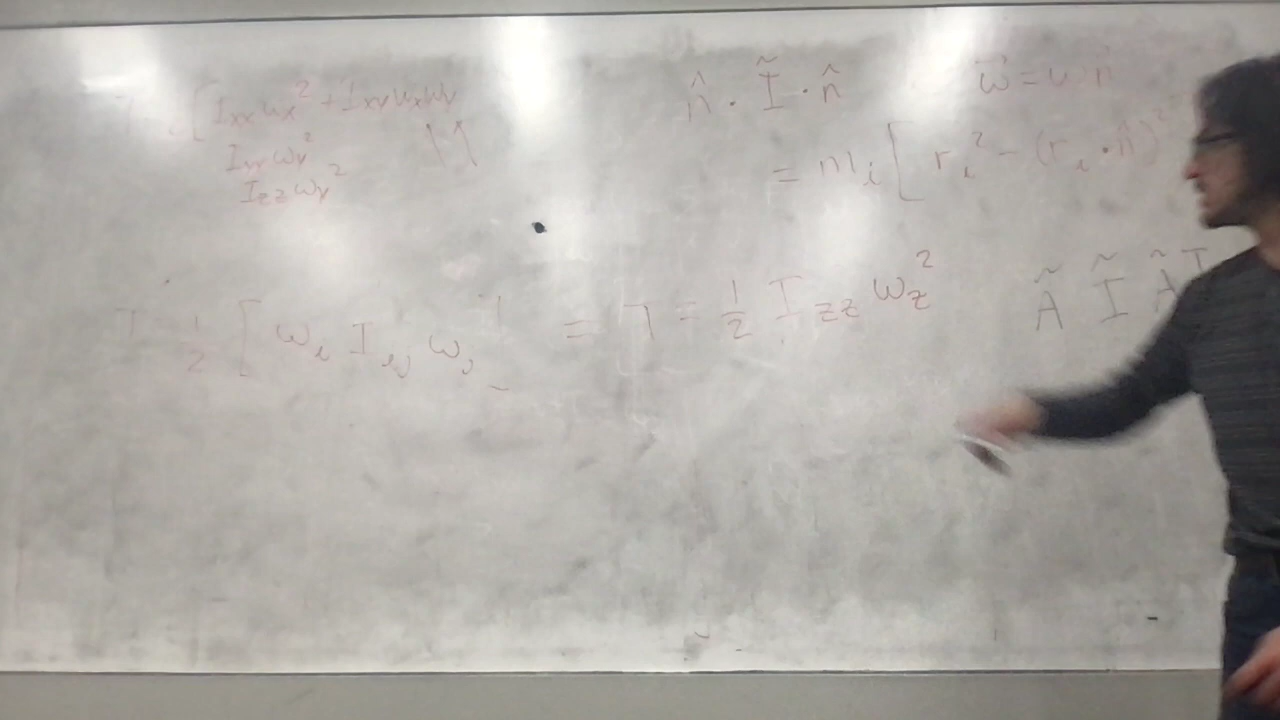 [ Ixx ωx² + Ixy ωx ωy
Iyy ωy²
Izz ωy²
n̂ · Ĩ · n̂
ω⃗ = ω n̂
= mᵢ [ rᵢ² - (rᵢ · n̂)²
T 1/2 [ ωᵢ Iᵢⱼ ωⱼ ] = T = 1/2 Izz ωz²
Ã Ĩ Ãᵀ